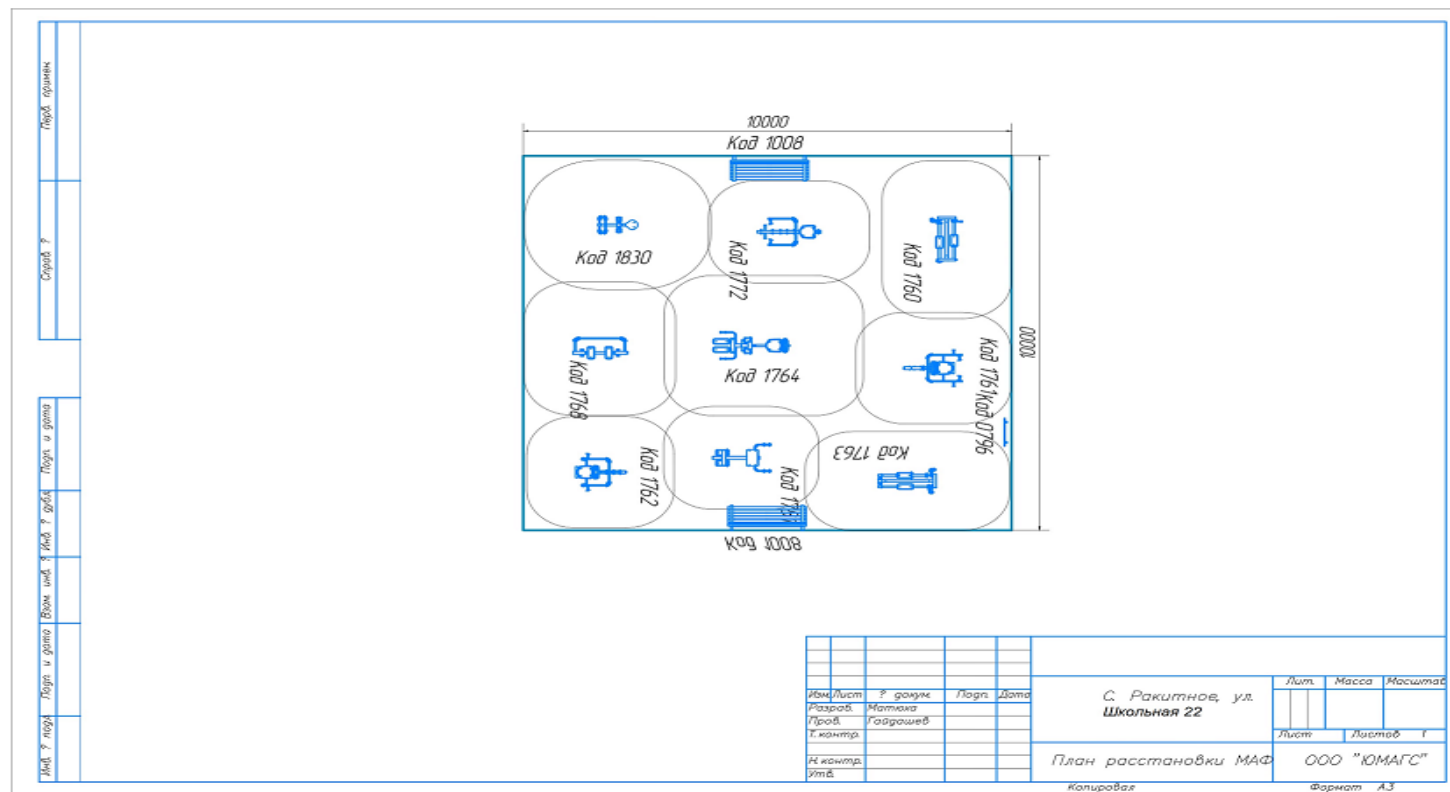 Перв. примен.
Справ. ?
Подп. и дата
Инв. ? дубл.
Взам. инв. ?
Подп. и дата
Инв. ? подл.
10000
Код 1008
Код 1830
Код 1772
Код 1760
10000
Код 1768
Код 1764
Код 1761
Код 0796
Код 1763
Код 1762
Код 1008
Изм.
Лист
? докум.
Подп.
Дата
Разраб.
Матюха
Пров.
Гайдашев
Т. контр.
Н. контр.
Утв.
С. Ракитное, ул.
Школьная 22
Лит.
Масса
Масштаб
Лист
Листов 1
План расстановки МАФ
ООО "ЮМАГС"
Копировал
Формат А3